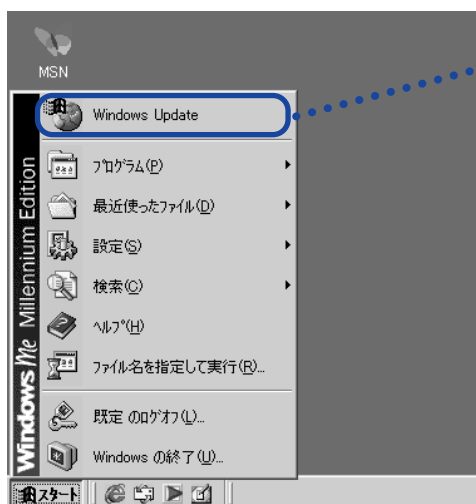 MSN
Windows Update
プログラム(P)
最近使ったファイル(D)
設定(S)
検索(C)
ヘルプ(H)
ファイル名を指定して実行(R)...
既定 のログオフ(L)...
Windows の終了(U)...
Windows Me Millennium Edition
スタート